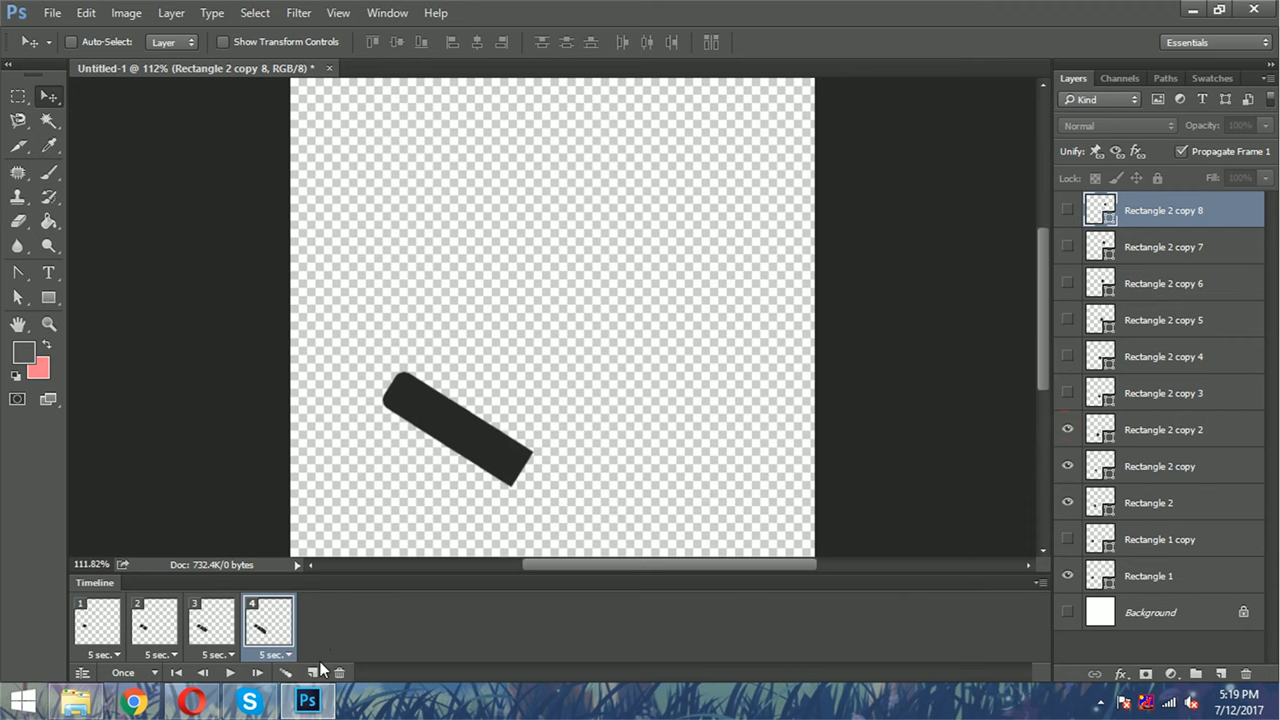 Ps File Edit Image Layer Type Select Filter 3D View Window Help
Auto-Select: Layer Show Transform Controls Essentials
Untitled-1 @ 112% (Rectangle 2 copy 8, RGB/8) * ×
Layers Channels Paths Swatches
Kind T
Normal Opacity: 100%
Unify: Propagate Frame 1
Lock: Fill: 100%
Rectangle 2 copy 8
Rectangle 2 copy 7
Rectangle 2 copy 6
Rectangle 2 copy 5
Rectangle 2 copy 4
Rectangle 2 copy 3
Rectangle 2 copy 2
Rectangle 2 copy
Rectangle 2
Rectangle 1 copy
Rectangle 1
Background
111.82% Doc: 732.4K/0 bytes
Timeline
1 2 3 4
5 sec. 5 sec. 5 sec. 5 sec.
Once
fx
Ps
5:19 PM
7/12/2017